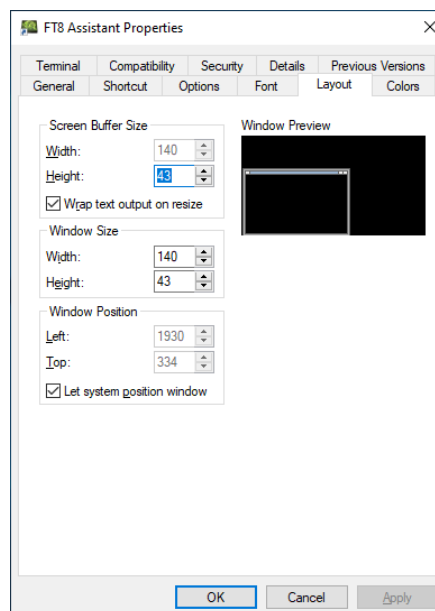 FT8 Assistant Properties
Terminal Compatibility Security Details Previous Versions
General Shortcut Options Font Layout Colors
Screen Buffer Size
Width: 140
Height: 43
Wrap text output on resize
Window Size
Width: 140
Height: 43
Window Position
Left: 1930
Top: 334
Let system position window
Window Preview
OK Cancel Apply